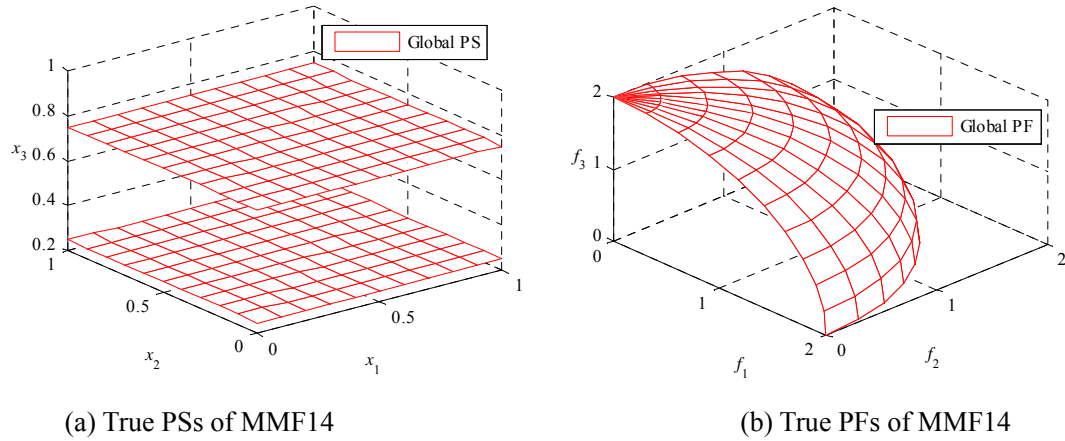 Global PS
1
0.8
0.6
0.4
0.2
x3
1
0.5
0
x2
0
0.5
1
x1
Global PF
2
1
0
f3
0
1
2
f1
0
1
2
f2
(a) True PSs of MMF14
(b) True PFs of MMF14